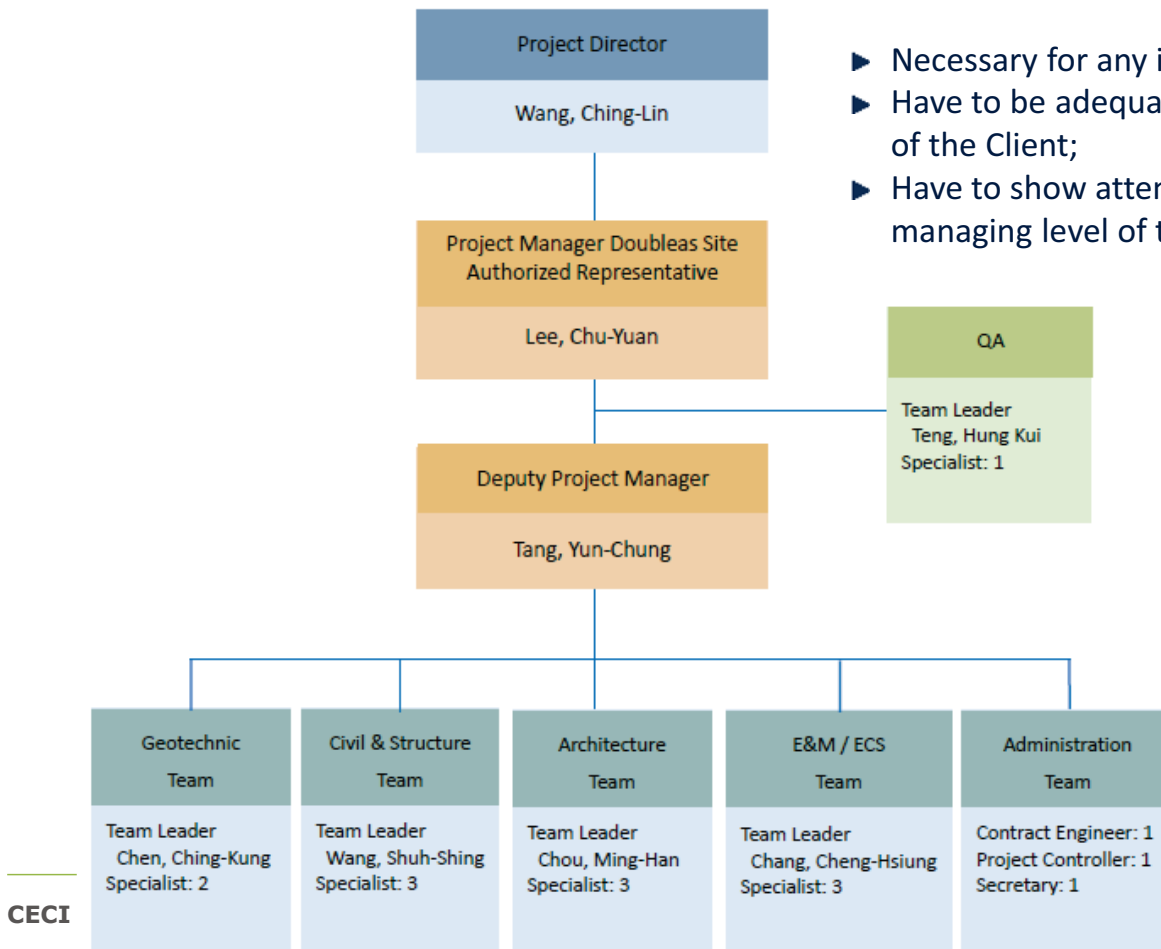 Project Director
Wang, Ching-Lin
Necessary for any
Have to be adequa
of the Client;
Have to show atte
managing level of
Project Manager Doubleas Site
Authorized Representative
Lee, Chu-Yuan
QA
Team Leader
Teng, Hung Kui
Specialist: 1
Deputy Project Manager
Tang, Yun-Chung
Geotechnic
Team
Team Leader
Chen, Ching-Kung
Specialist: 2
Civil & Structure
Team
Team Leader
Wang, Shuh-Shing
Specialist: 3
Architecture
Team
Team Leader
Chou, Ming-Han
Specialist: 3
E&M / ECS
Team
Team Leader
Chang, Cheng-Hsiung
Specialist: 3
Administration
Team
Contract Engineer: 1
Project Controller: 1
Secretary: 1
CECI